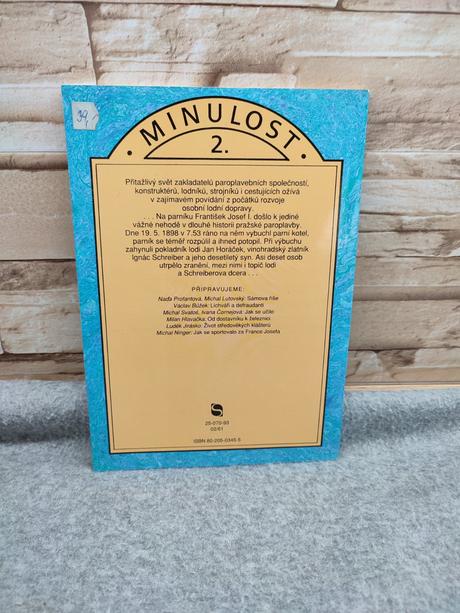 39,-
• MINULOST •
2.
Přitažlivý svět zakladatelů paroplavebních společností,
konstruktérů, lodníků, strojníků i cestujících ožívá
v zajímavém povídání z počátků rozvoje
osobní lodní dopravy.
. . . Na parníku František Josef I. došlo k jediné
vážné nehodě v dlouhé historii pražské paroplavby.
Dne 19. 5. 1898 v 7.53 ráno na něm vybuchl parní kotel,
parník se téměř rozpůlil a ihned potopil. Při výbuchu
zahynuli pokladník lodi Jan Horáček, vinohradský zlatník
Ignác Schreiber a jeho desetiletý syn. Asi deset osob
utrpělo zranění, mezi nimi i topič lodi
a Schreiberova dcera . . .
PŘIPRAVUJEME:
Naďa Profantová, Michal Lutovský: Sámova říše
Václav Bůžek: Lichváři a defraudanti
Michal Svatoš, Ivana Čornejová: Jak se učilo
Milan Hlavačka: Od dostavníku k železnici
Luděk Jirásko: Život středověkých klášterů
Michal Ninger: Jak se sportovalo za France Josefa
S
25-070-93
02/61
ISBN 80-205-0345-5